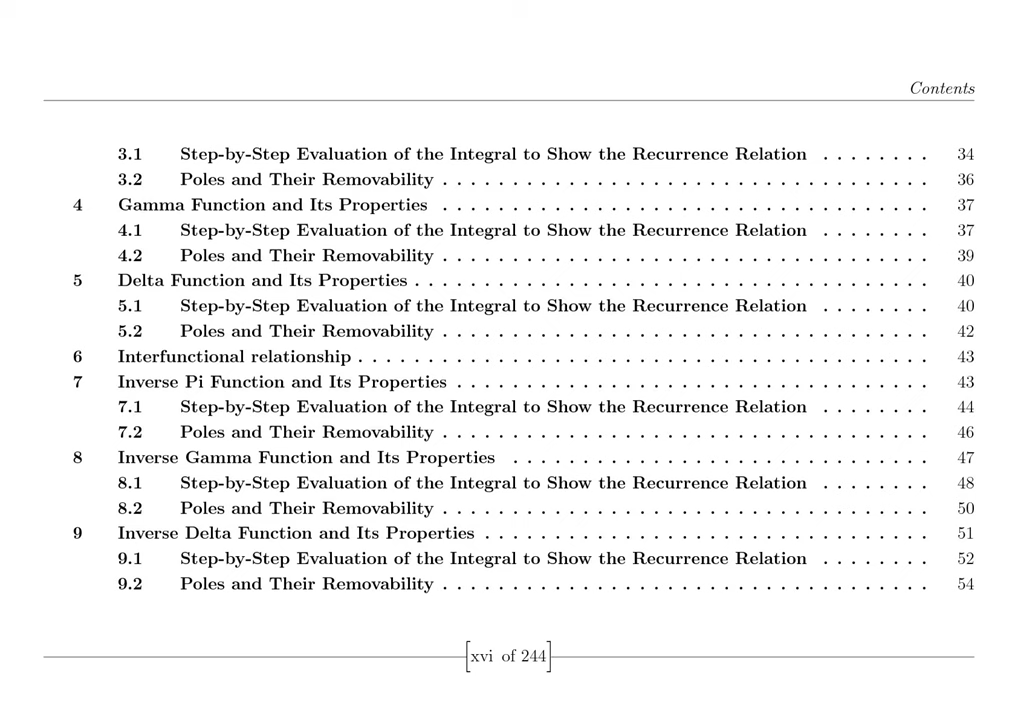 Contents
3.1 Step-by-Step Evaluation of the Integral to Show the Recurrence Relation . . . . . . . . 34
3.2 Poles and Their Removability . . . . . . . . . . . . . . . . . . . . . . . . . . . . . . . . . . . 36
4 Gamma Function and Its Properties . . . . . . . . . . . . . . . . . . . . . . . . . . . . . . . . . . . 37
4.1 Step-by-Step Evaluation of the Integral to Show the Recurrence Relation . . . . . . . . 37
4.2 Poles and Their Removability . . . . . . . . . . . . . . . . . . . . . . . . . . . . . . . . . . . 39
5 Delta Function and Its Properties . . . . . . . . . . . . . . . . . . . . . . . . . . . . . . . . . . . . . 40
5.1 Step-by-Step Evaluation of the Integral to Show the Recurrence Relation . . . . . . . . 40
5.2 Poles and Their Removability . . . . . . . . . . . . . . . . . . . . . . . . . . . . . . . . . . . 42
6 Interfunctional relationship . . . . . . . . . . . . . . . . . . . . . . . . . . . . . . . . . . . . . . . . . 43
7 Inverse Pi Function and Its Properties . . . . . . . . . . . . . . . . . . . . . . . . . . . . . . . . . . 43
7.1 Step-by-Step Evaluation of the Integral to Show the Recurrence Relation . . . . . . . . 44
7.2 Poles and Their Removability . . . . . . . . . . . . . . . . . . . . . . . . . . . . . . . . . . . 46
8 Inverse Gamma Function and Its Properties . . . . . . . . . . . . . . . . . . . . . . . . . . . . . . 47
8.1 Step-by-Step Evaluation of the Integral to Show the Recurrence Relation . . . . . . . . 48
8.2 Poles and Their Removability . . . . . . . . . . . . . . . . . . . . . . . . . . . . . . . . . . . 50
9 Inverse Delta Function and Its Properties . . . . . . . . . . . . . . . . . . . . . . . . . . . . . . . . 51
9.1 Step-by-Step Evaluation of the Integral to Show the Recurrence Relation . . . . . . . . 52
9.2 Poles and Their Removability . . . . . . . . . . . . . . . . . . . . . . . . . . . . . . . . . . . 54
[xvi of 244]